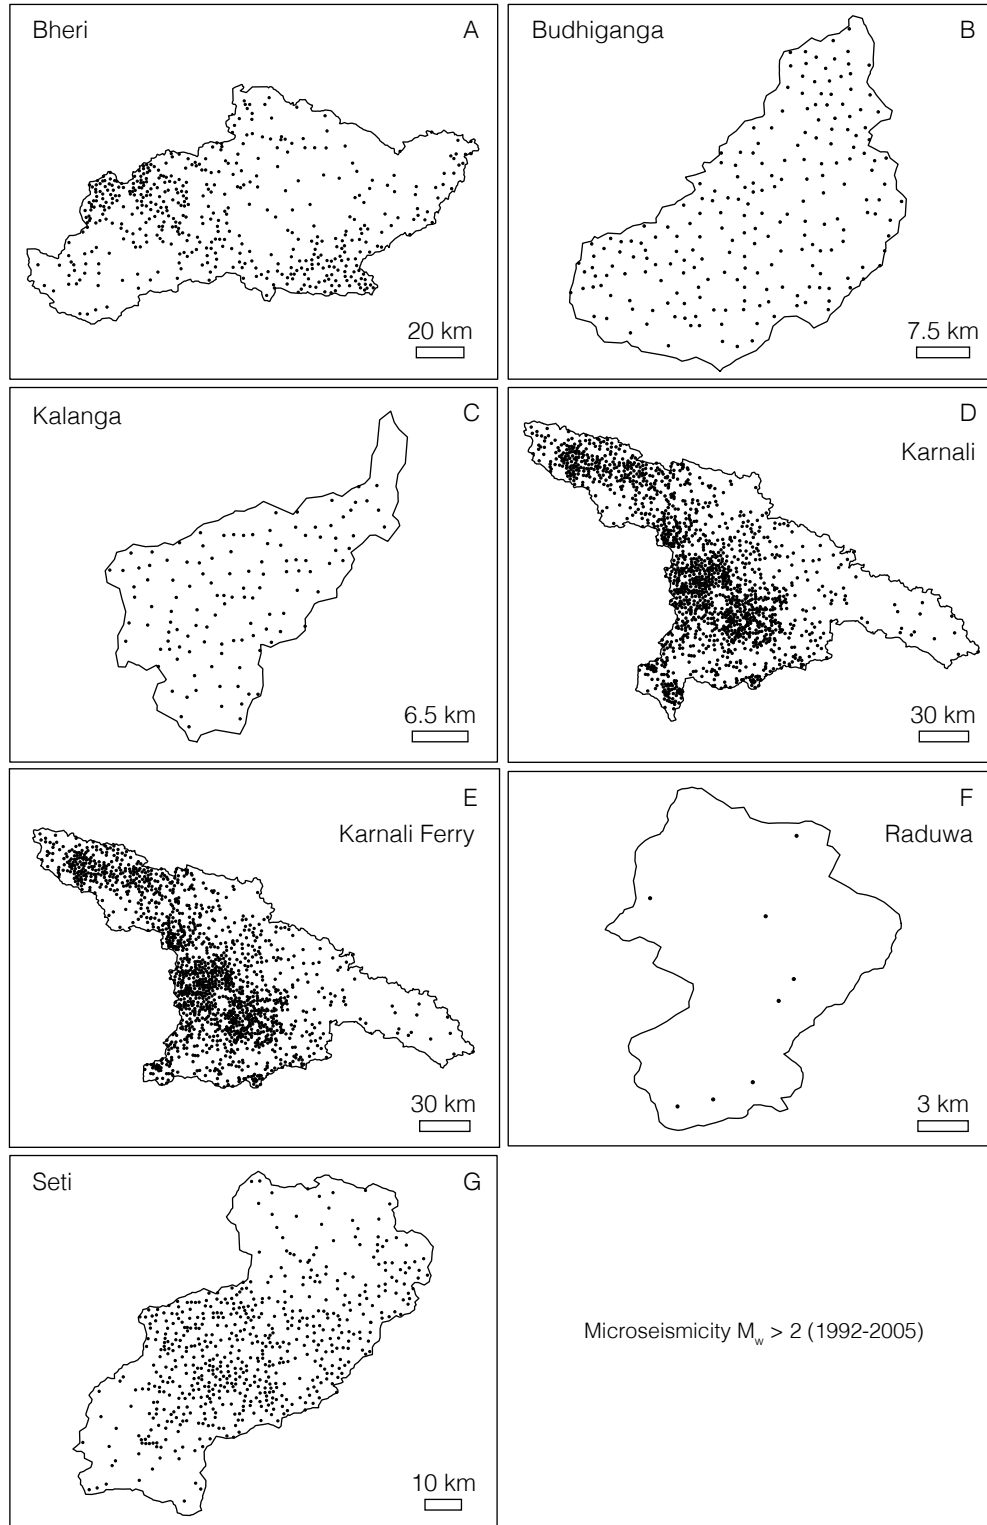 Bheri A
20 km
Budhiganga B
7.5 km
Kalanga C
6.5 km
D
Karnali
30 km
E
Karnali Ferry
30 km
F
Raduwa
3 km
Seti G
10 km
Microseismicity Mw > 2 (1992-2005)